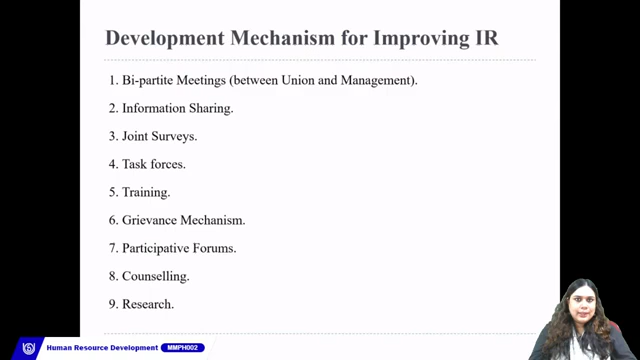 Development Mechanism for Improving IR
1. Bi-partite Meetings (between Union and Management).
2. Information Sharing.
3. Joint Surveys.
4. Task forces.
5. Training.
6. Grievance Mechanism.
7. Participative Forums.
8. Counselling.
9. Research.
Human Resource Development MMPH002